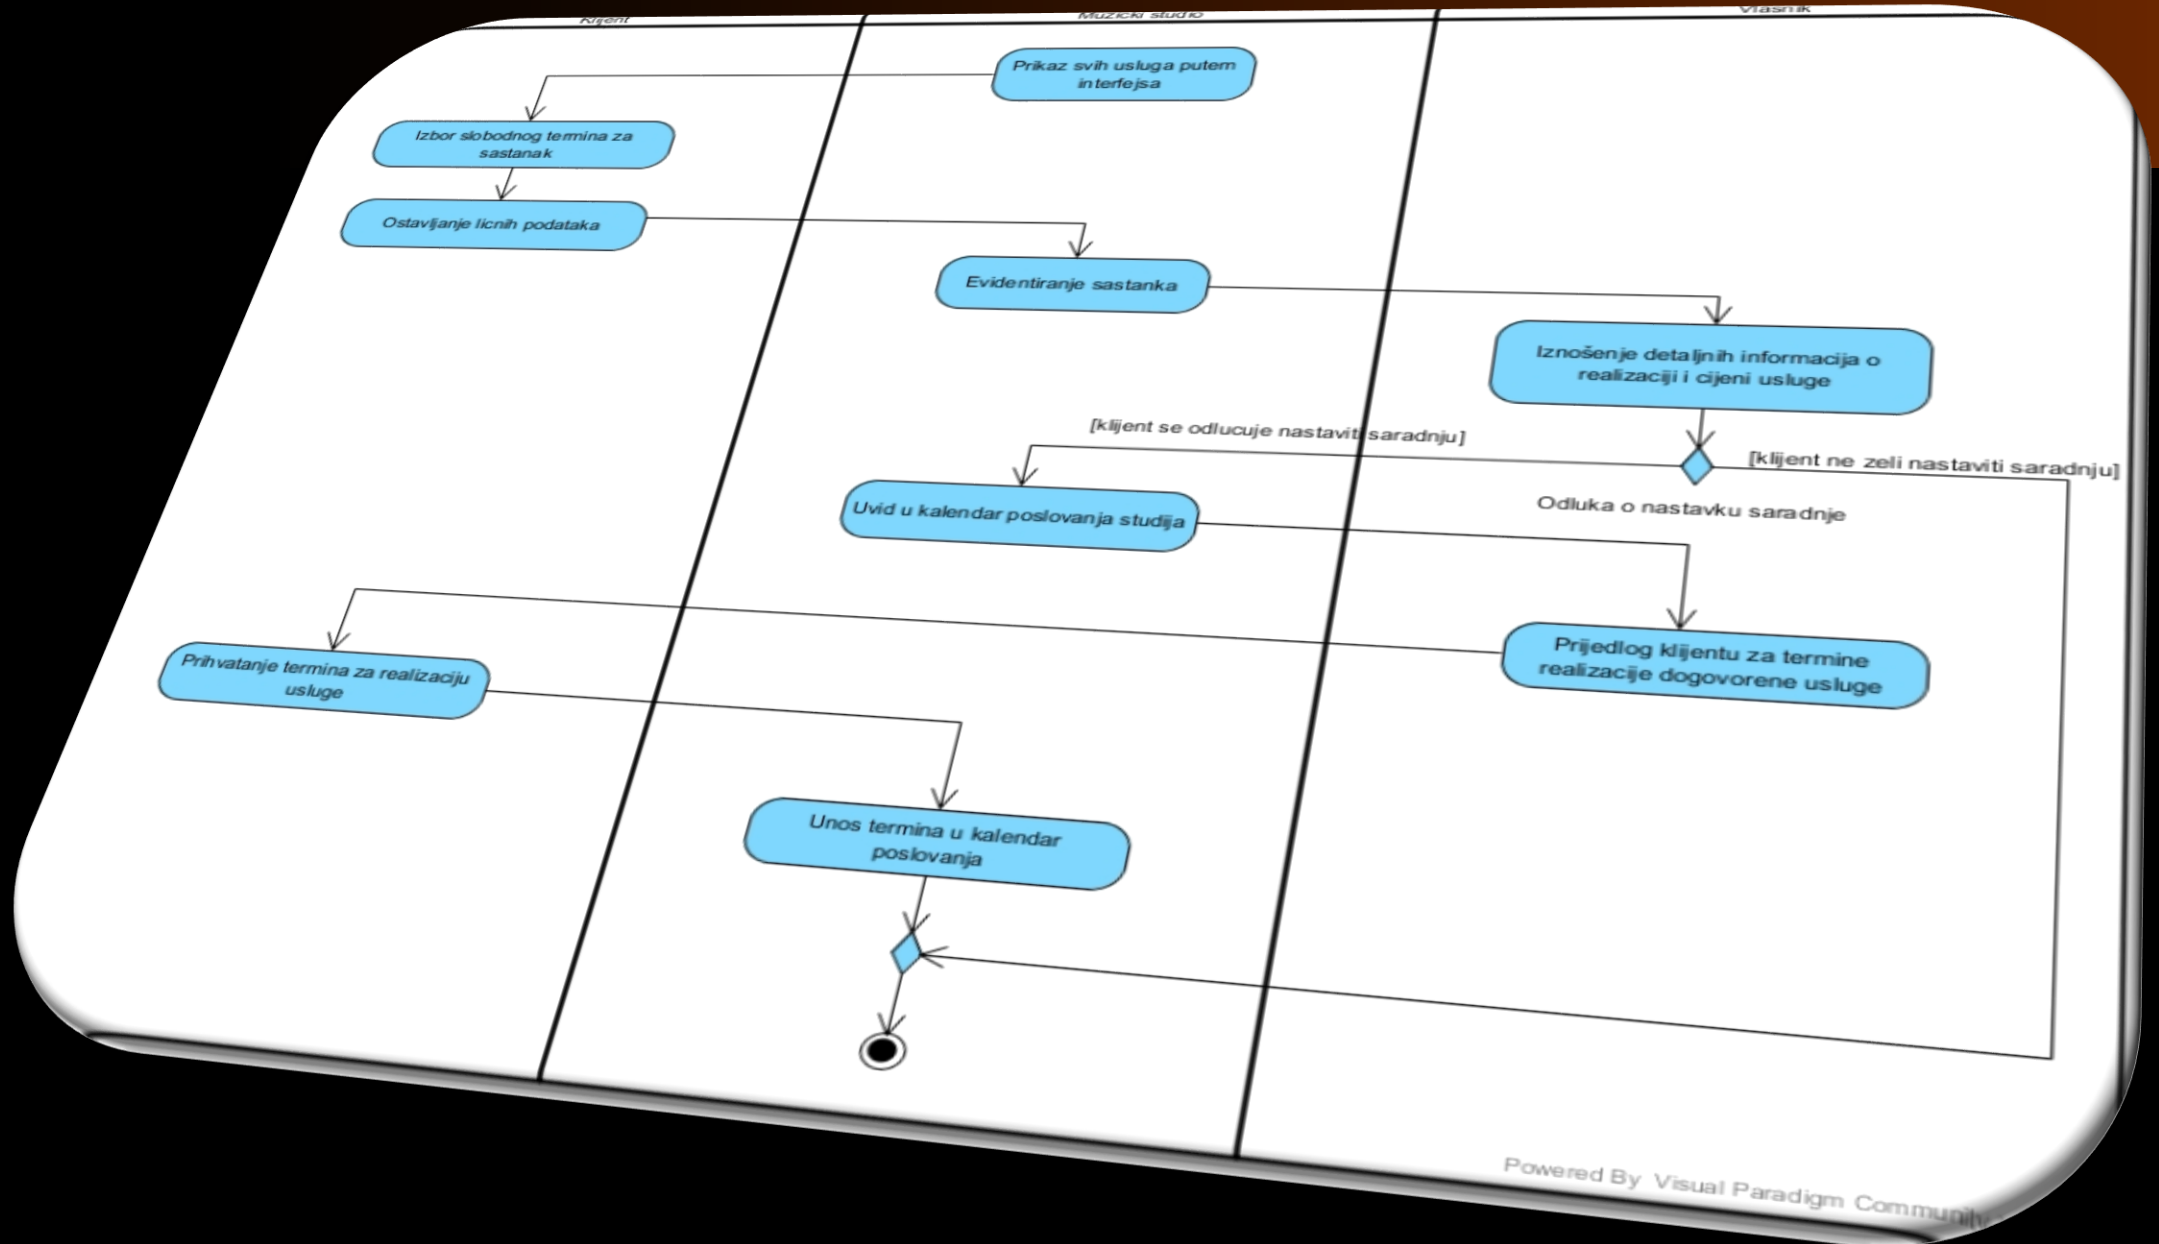 Klijent
Muzicki studio
Vlasnik
Prikaz svih usluga putem
interfejsa
Izbor slobodnog termina za
sastanak
Ostavljanje licnih podataka
Evidentiranje sastanka
Iznošenje detaljnih informacija o
realizaciji i cijeni usluge
[klijent se odlucuje nastaviti saradnju]
[klijent ne zeli nastaviti saradnju]
Odluka o nastavku saradnje
Uvid u kalendar poslovanja studija
Prijedlog klijentu za termine
realizacije dogovorene usluge
Prihvatanje termina za realizaciju
usluge
Unos termina u kalendar
poslovanja
Powered By Visual Paradigm Community